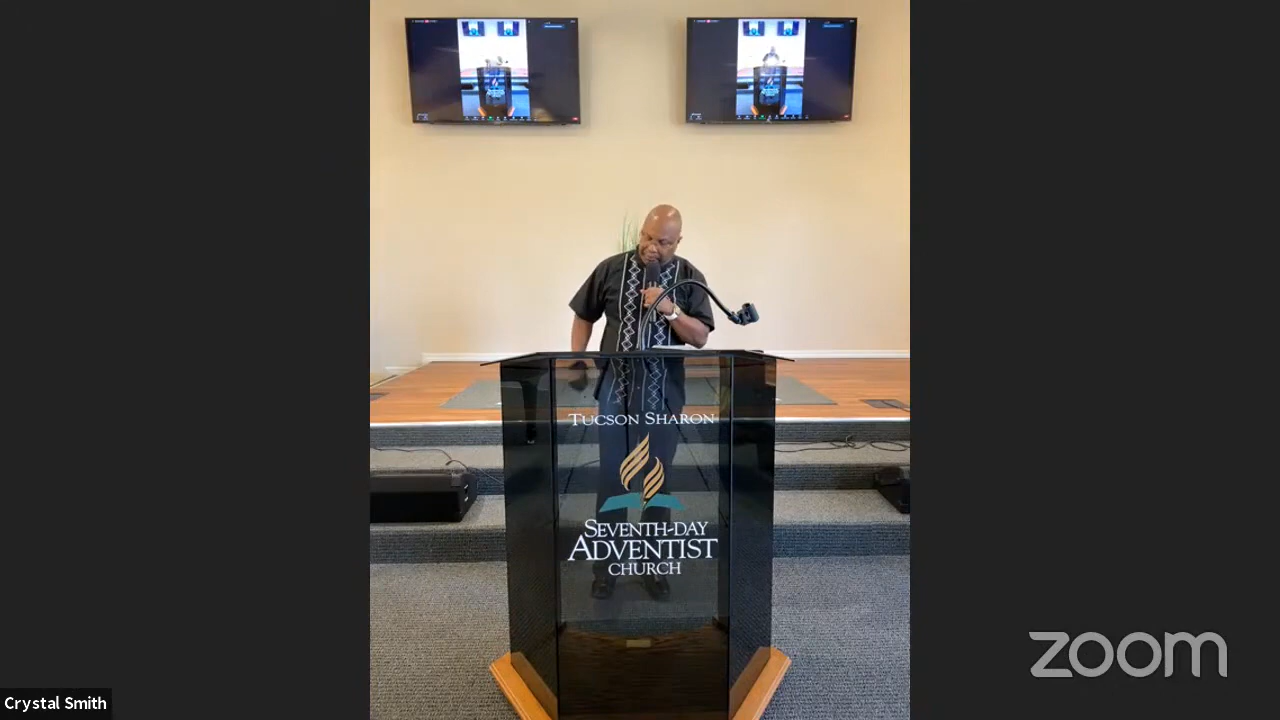 TUCSON SHARON
SEVENTH-DAY
ADVENTIST
CHURCH
zoom
Crystal Smith